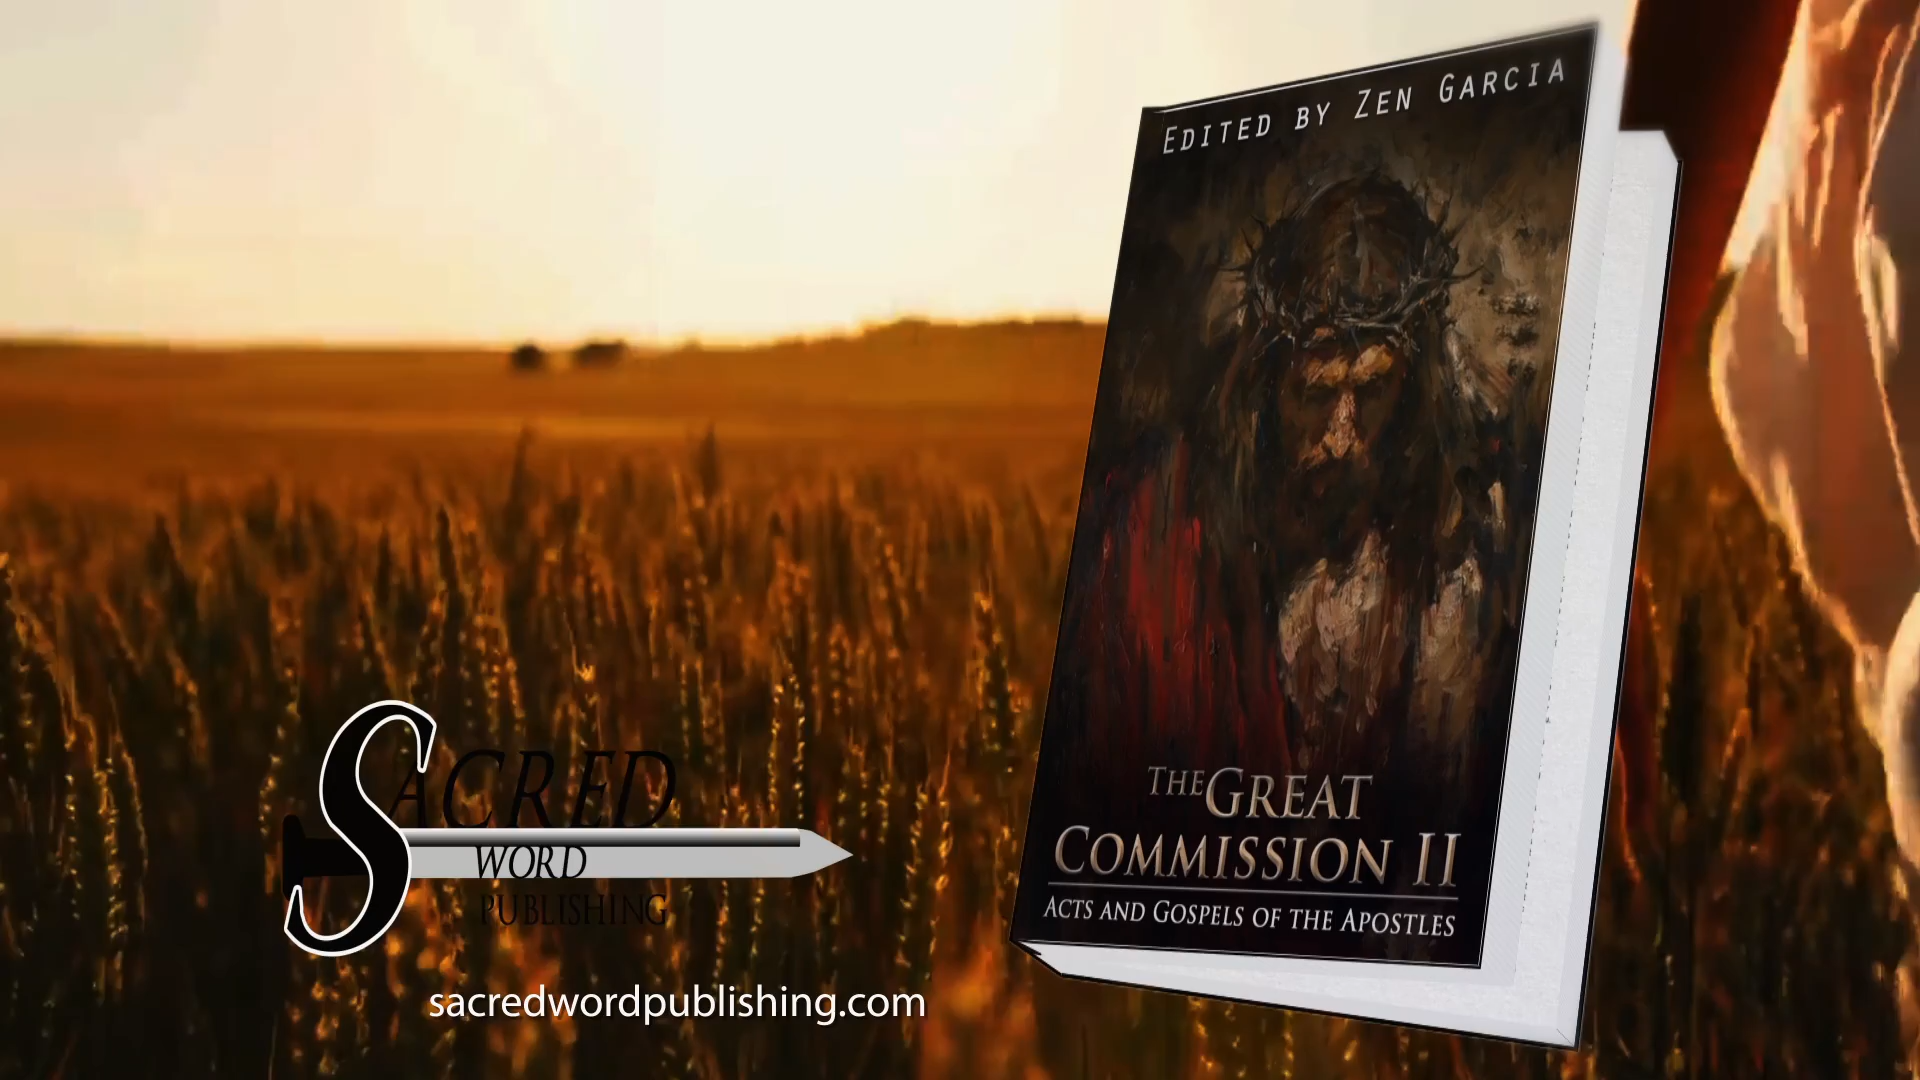 Edited by Zen Garcia
The Great
Commission II
Acts and Gospels of the Apostles
Sacred
Word
Publishing
sacredwordpublishing.com